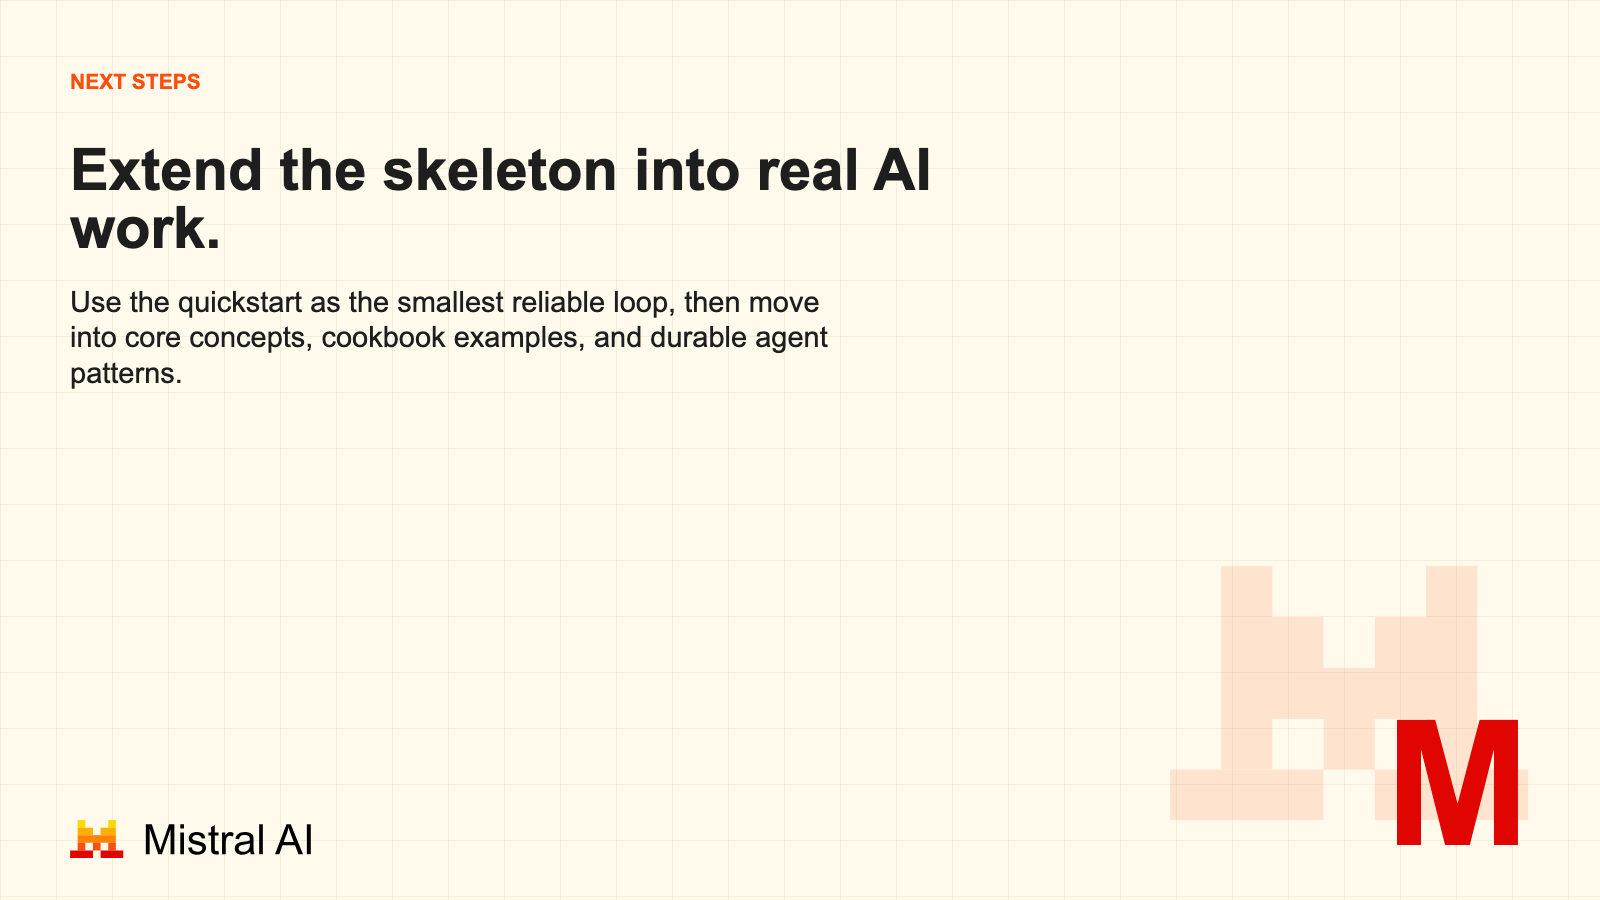 NEXT STEPS
Extend the skeleton into real AI
work.
Use the quickstart as the smallest reliable loop, then move
into core concepts, cookbook examples, and durable agent
patterns.
Mistral AI
M